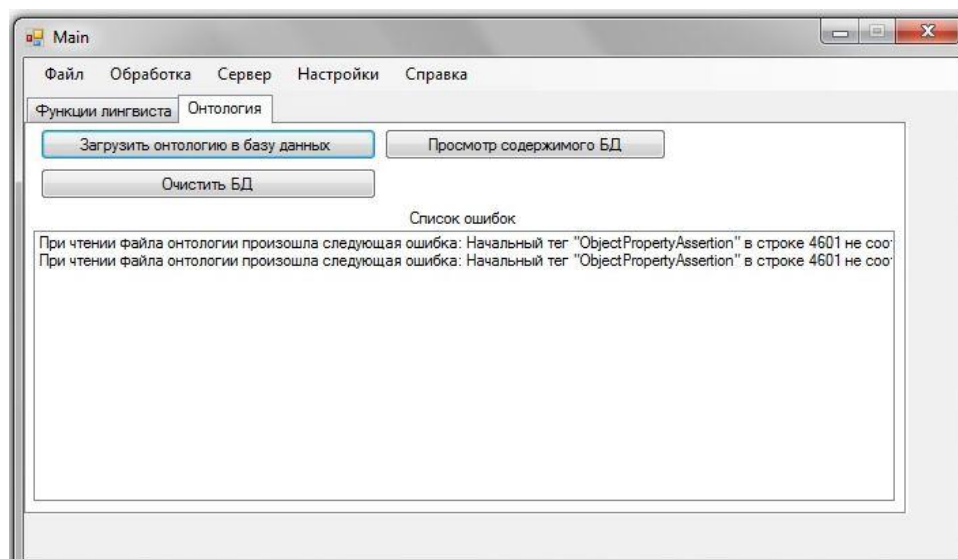 Main
Файл Обработка Сервер Настройки Справка
Функции лингвиста Онтология
Загрузить онтологию в базу данных Просмотр содержимого БД
Очистить БД
Список ошибок
При чтении файла онтологии произошла следующая ошибка: Начальный тег "ObjectPropertyAssertion" в строке 4601 не соот
При чтении файла онтологии произошла следующая ошибка: Начальный тег "ObjectPropertyAssertion" в строке 4601 не соот